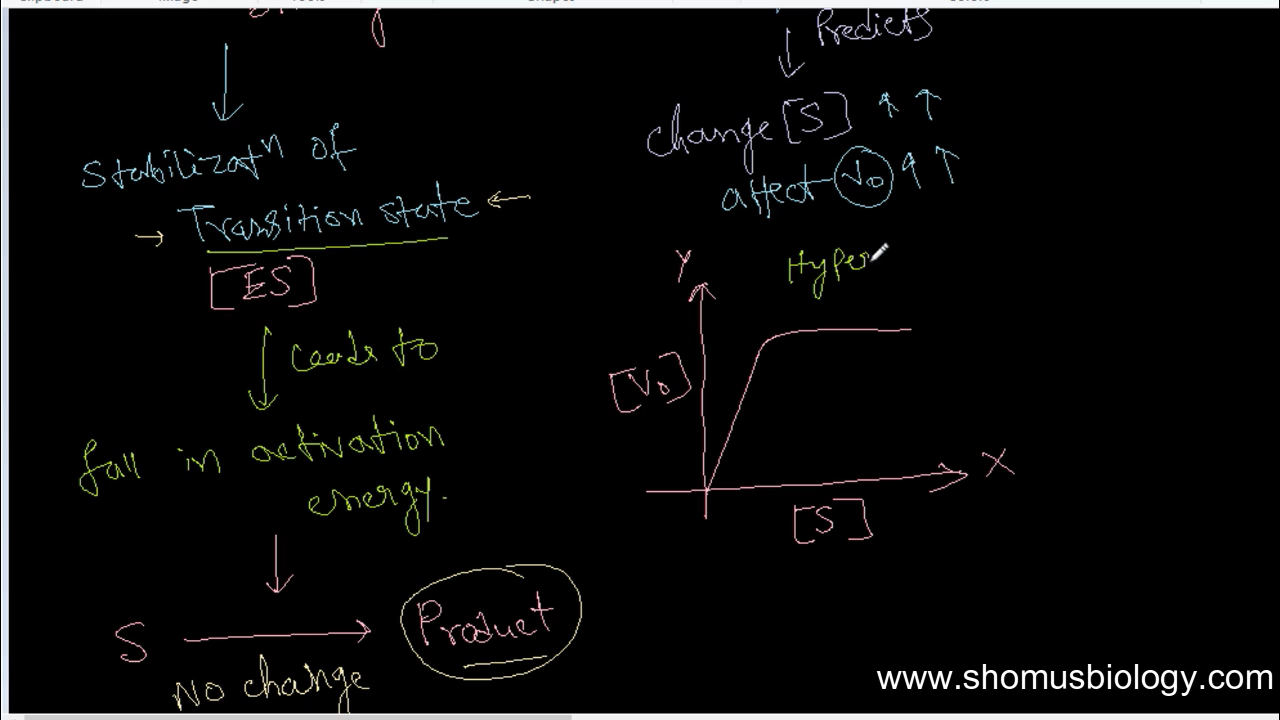 ↓
Stabilizatⁿ of
→ Transition state ←
[ES]
↓ leads to
fall in activation
energy.
↓
S → Product
No change
↓ Predicts
change [S] ↑ ↑
affect V₀ ↑ ↑
Hyper
Y
[V₀]
X
[S]
www.shomusbiology.com